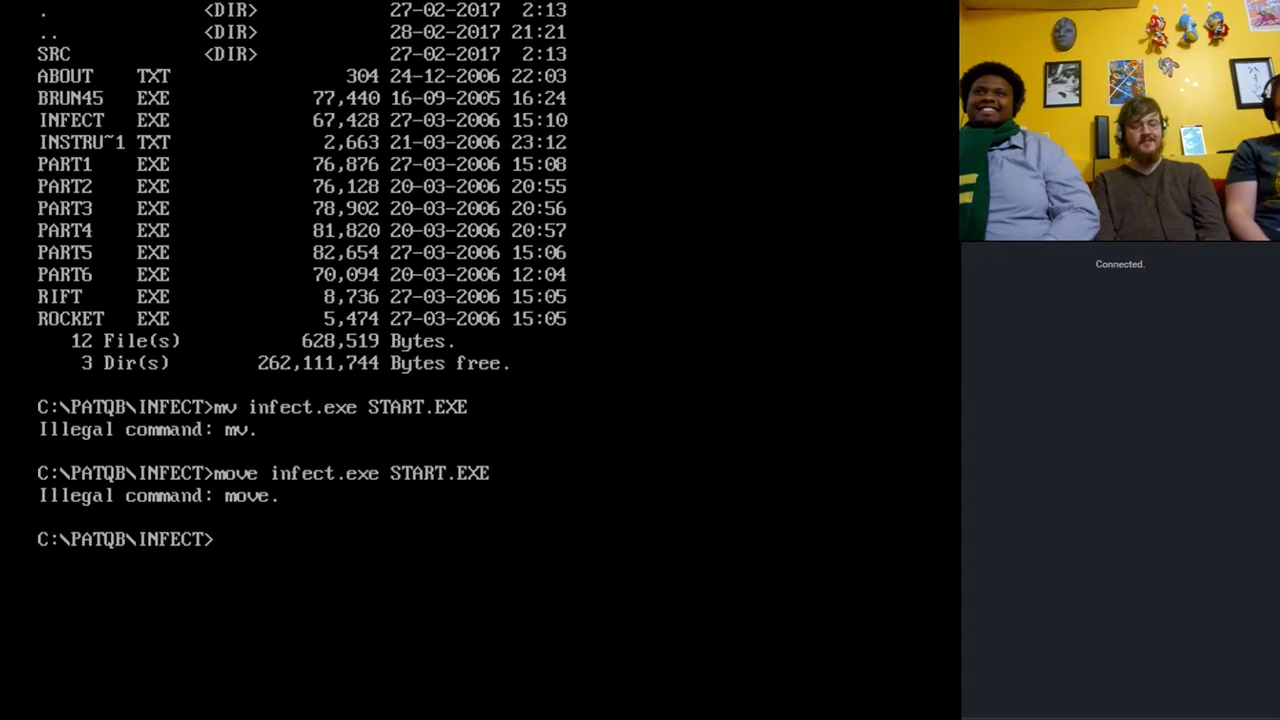 . <DIR> 27-02-2017 2:13
.. <DIR> 28-02-2017 21:21
SRC <DIR> 27-02-2017 2:13
ABOUT TXT 304 24-12-2006 22:03
BRUN45 EXE 77,440 16-09-2005 16:24
INFECT EXE 67,428 27-03-2006 15:10
INSTRU~1 TXT 2,663 21-03-2006 23:12
PART1 EXE 76,876 27-03-2006 15:08
PART2 EXE 76,128 20-03-2006 20:55
PART3 EXE 78,902 20-03-2006 20:56
PART4 EXE 81,820 20-03-2006 20:57
PART5 EXE 82,654 27-03-2006 15:06
PART6 EXE 70,094 20-03-2006 12:04
RIFT EXE 8,736 27-03-2006 15:05
ROCKET EXE 5,474 27-03-2006 15:05
12 File(s) 628,519 Bytes.
3 Dir(s) 262,111,744 Bytes free.
C:\PATQB\INFECT>mv infect.exe START.EXE
Illegal command: mv.
C:\PATQB\INFECT>move infect.exe START.EXE
Illegal command: move.
C:\PATQB\INFECT>
Connected.